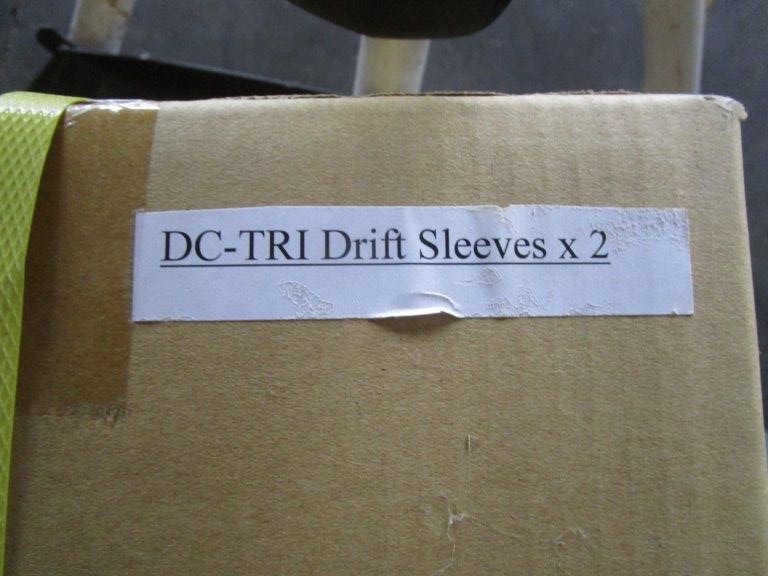 DC-TRI Drift Sleeves x 2